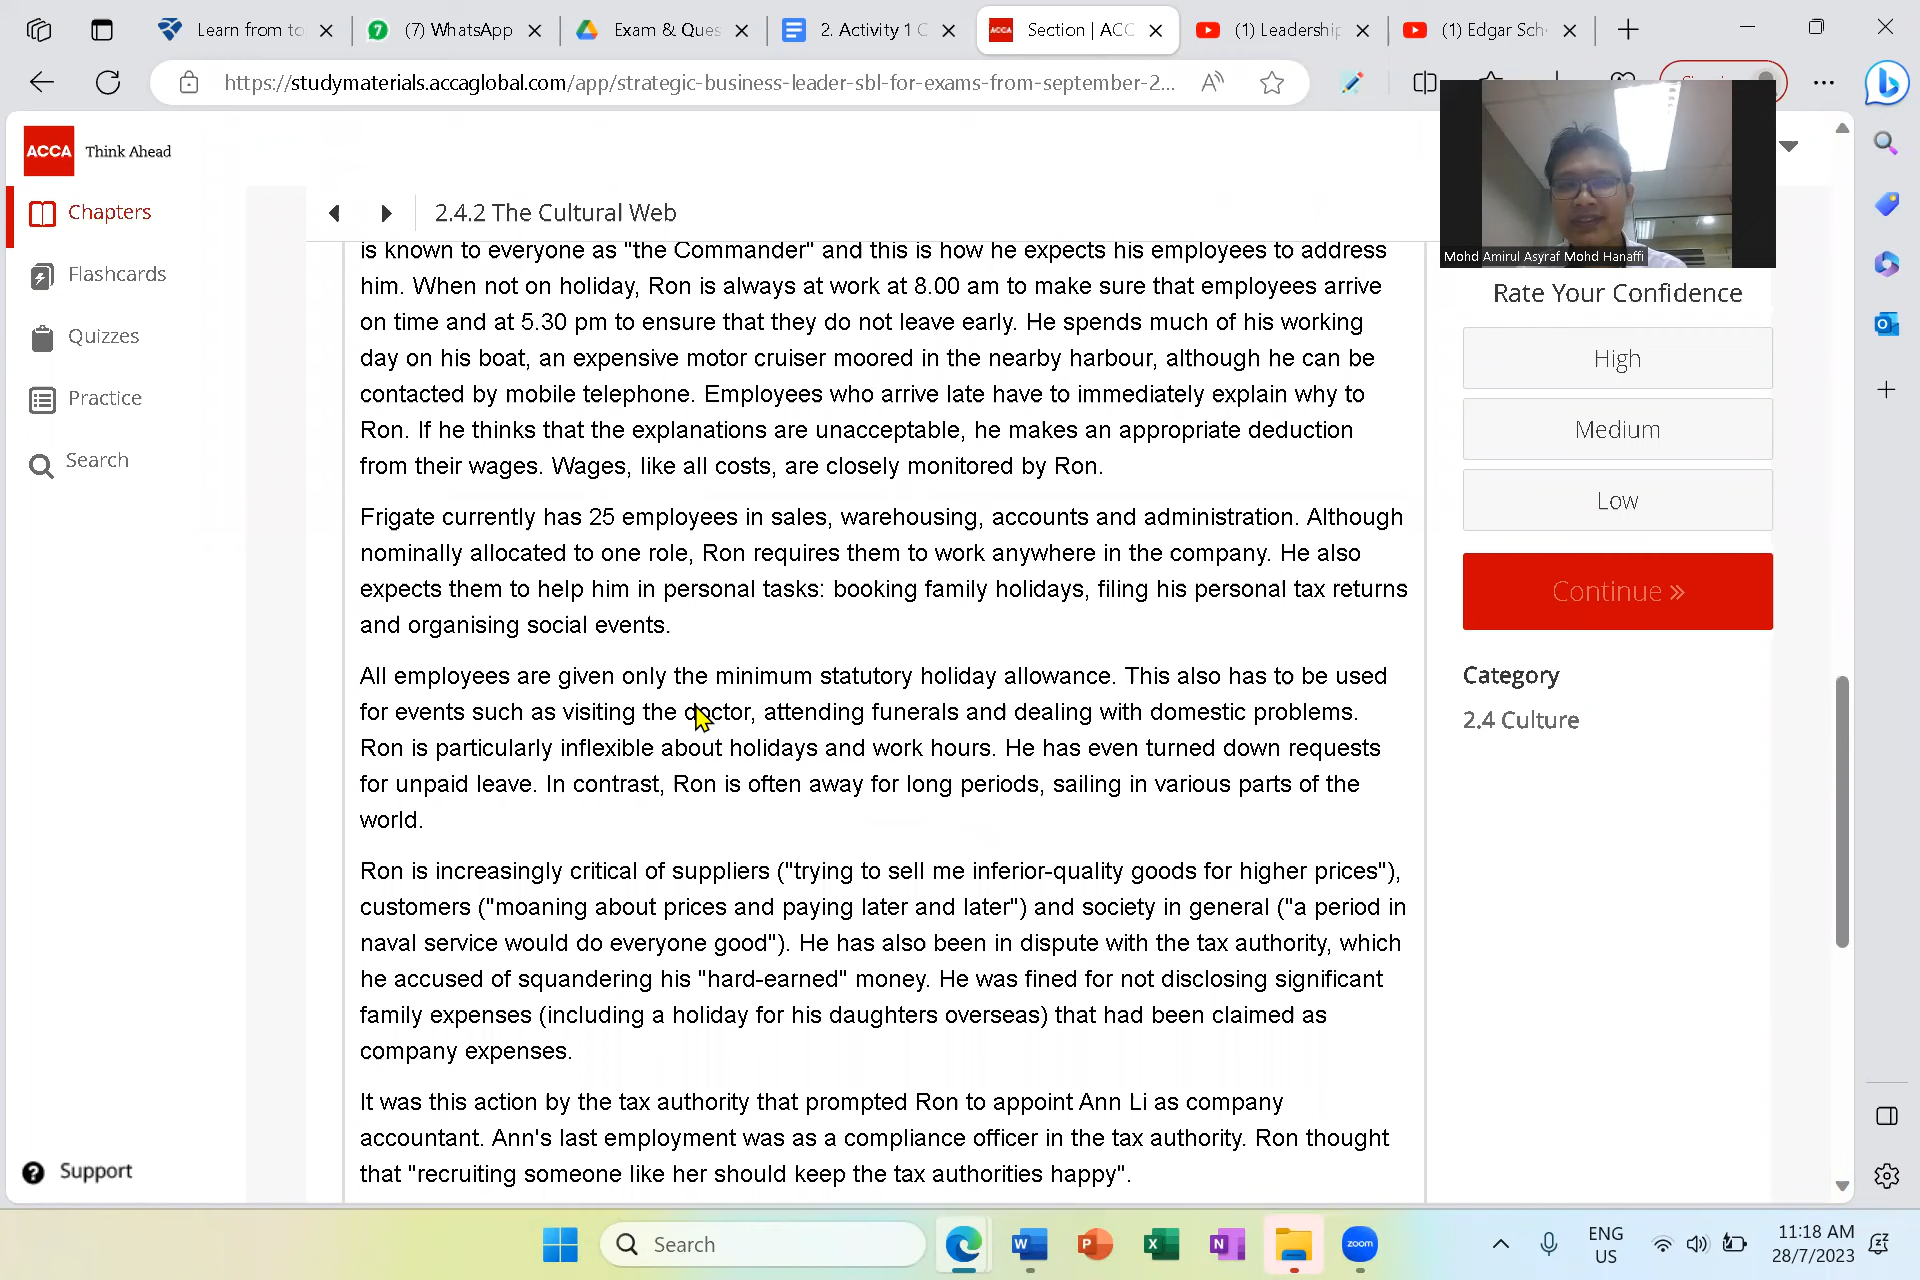 Learn from to
(7) WhatsApp
Exam & Ques
2. Activity 1 C
Section | ACC
(1) Leadership
(1) Edgar Sch
https://studymaterials.accaglobal.com/app/strategic-business-leader-sbl-for-exams-from-september-2...
ACCA Think Ahead
Chapters
Flashcards
Quizzes
Practice
Search
Support
2.4.2 The Cultural Web
is known to everyone as "the Commander" and this is how he expects his employees to address
him. When not on holiday, Ron is always at work at 8.00 am to make sure that employees arrive
on time and at 5.30 pm to ensure that they do not leave early. He spends much of his working
day on his boat, an expensive motor cruiser moored in the nearby harbour, although he can be
contacted by mobile telephone. Employees who arrive late have to immediately explain why to
Ron. If he thinks that the explanations are unacceptable, he makes an appropriate deduction
from their wages. Wages, like all costs, are closely monitored by Ron.
Frigate currently has 25 employees in sales, warehousing, accounts and administration. Although
nominally allocated to one role, Ron requires them to work anywhere in the company. He also
expects them to help him in personal tasks: booking family holidays, filing his personal tax returns
and organising social events.
All employees are given only the minimum statutory holiday allowance. This also has to be used
for events such as visiting the doctor, attending funerals and dealing with domestic problems.
Ron is particularly inflexible about holidays and work hours. He has even turned down requests
for unpaid leave. In contrast, Ron is often away for long periods, sailing in various parts of the
world.
Ron is increasingly critical of suppliers ("trying to sell me inferior-quality goods for higher prices"),
customers ("moaning about prices and paying later and later") and society in general ("a period in
naval service would do everyone good"). He has also been in dispute with the tax authority, which
he accused of squandering his "hard-earned" money. He was fined for not disclosing significant
family expenses (including a holiday for his daughters overseas) that had been claimed as
company expenses.
It was this action by the tax authority that prompted Ron to appoint Ann Li as company
accountant. Ann's last employment was as a compliance officer in the tax authority. Ron thought
that "recruiting someone like her should keep the tax authorities happy".
Mohd Amirul Asyraf Mohd Hanaffi
Rate Your Confidence
High
Medium
Low
Continue »
Category
2.4 Culture
Search
zoom
ENG
US
11:18 AM
28/7/2023